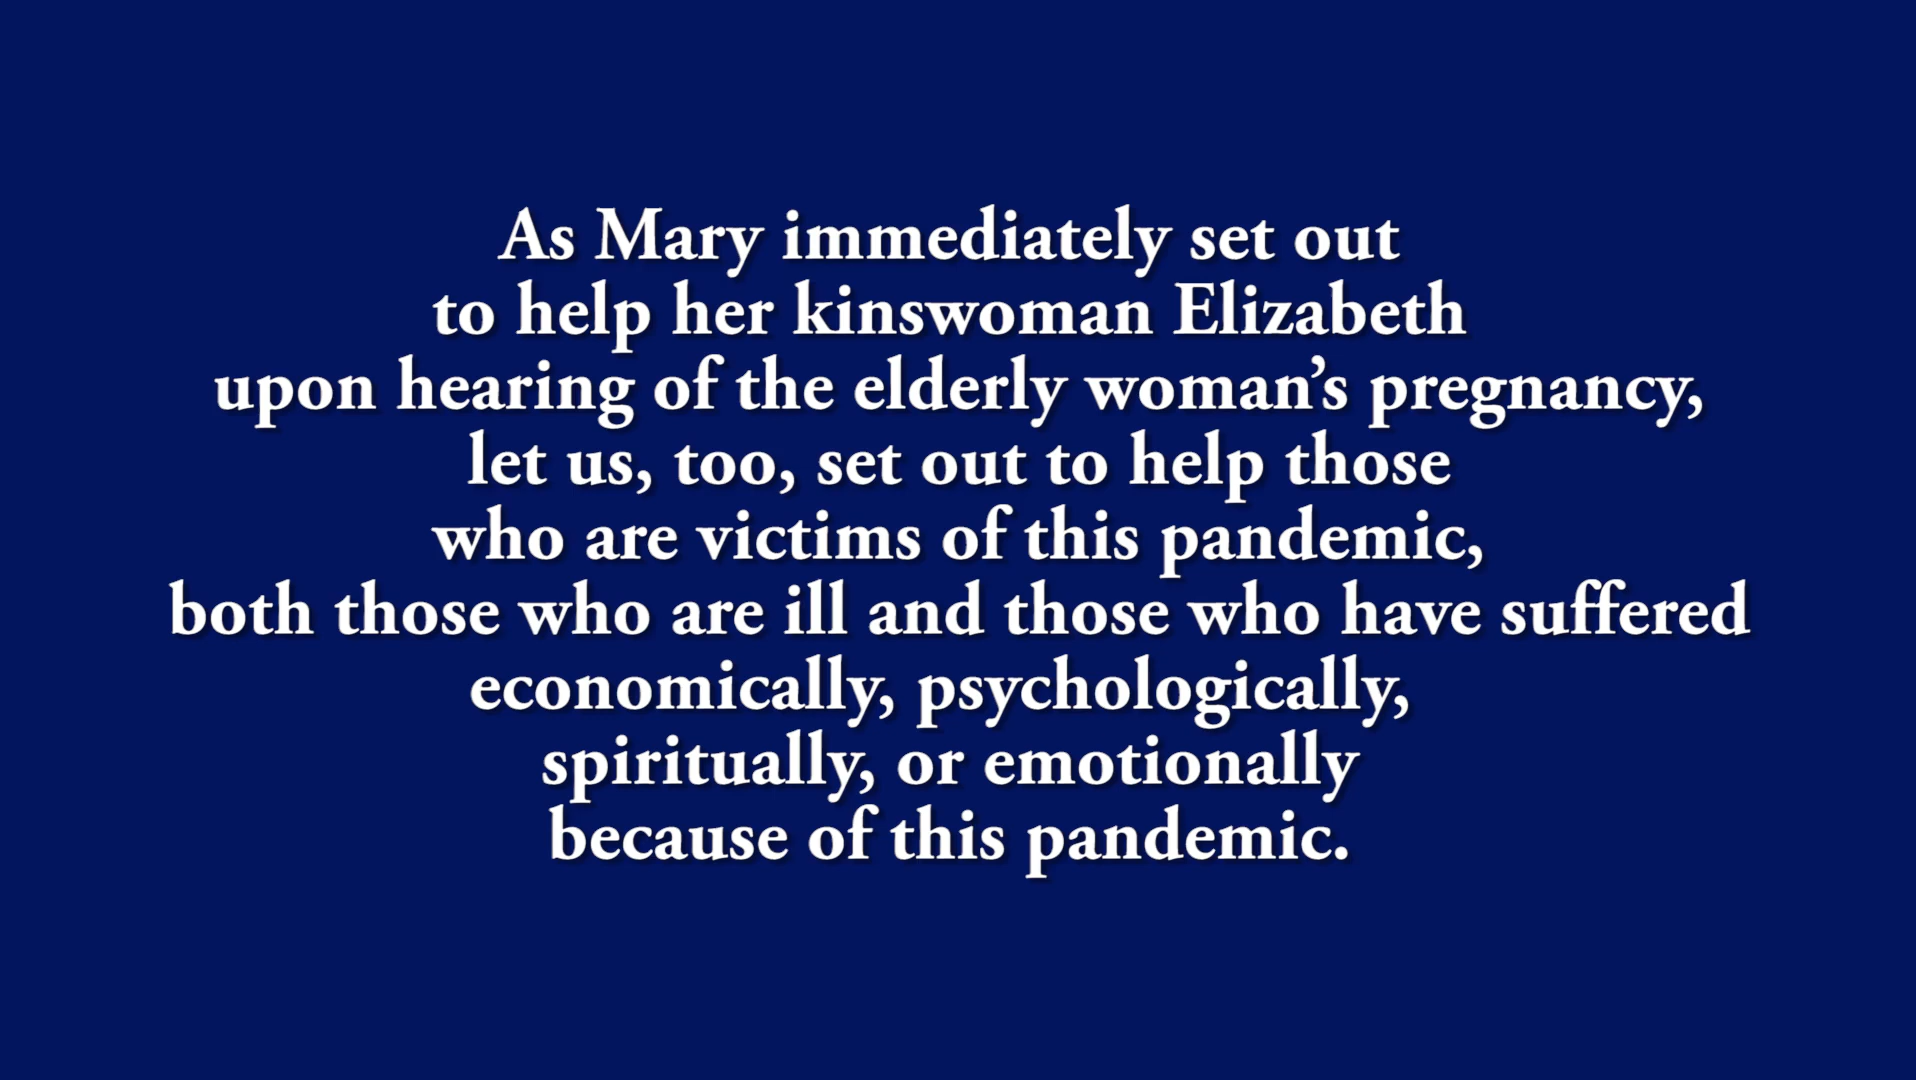 As Mary immediately set out
to help her kinswoman Elizabeth
upon hearing of the elderly woman’s pregnancy,
let us, too, set out to help those
who are victims of this pandemic,
both those who are ill and those who have suffered
economically, psychologically,
spiritually, or emotionally
because of this pandemic.